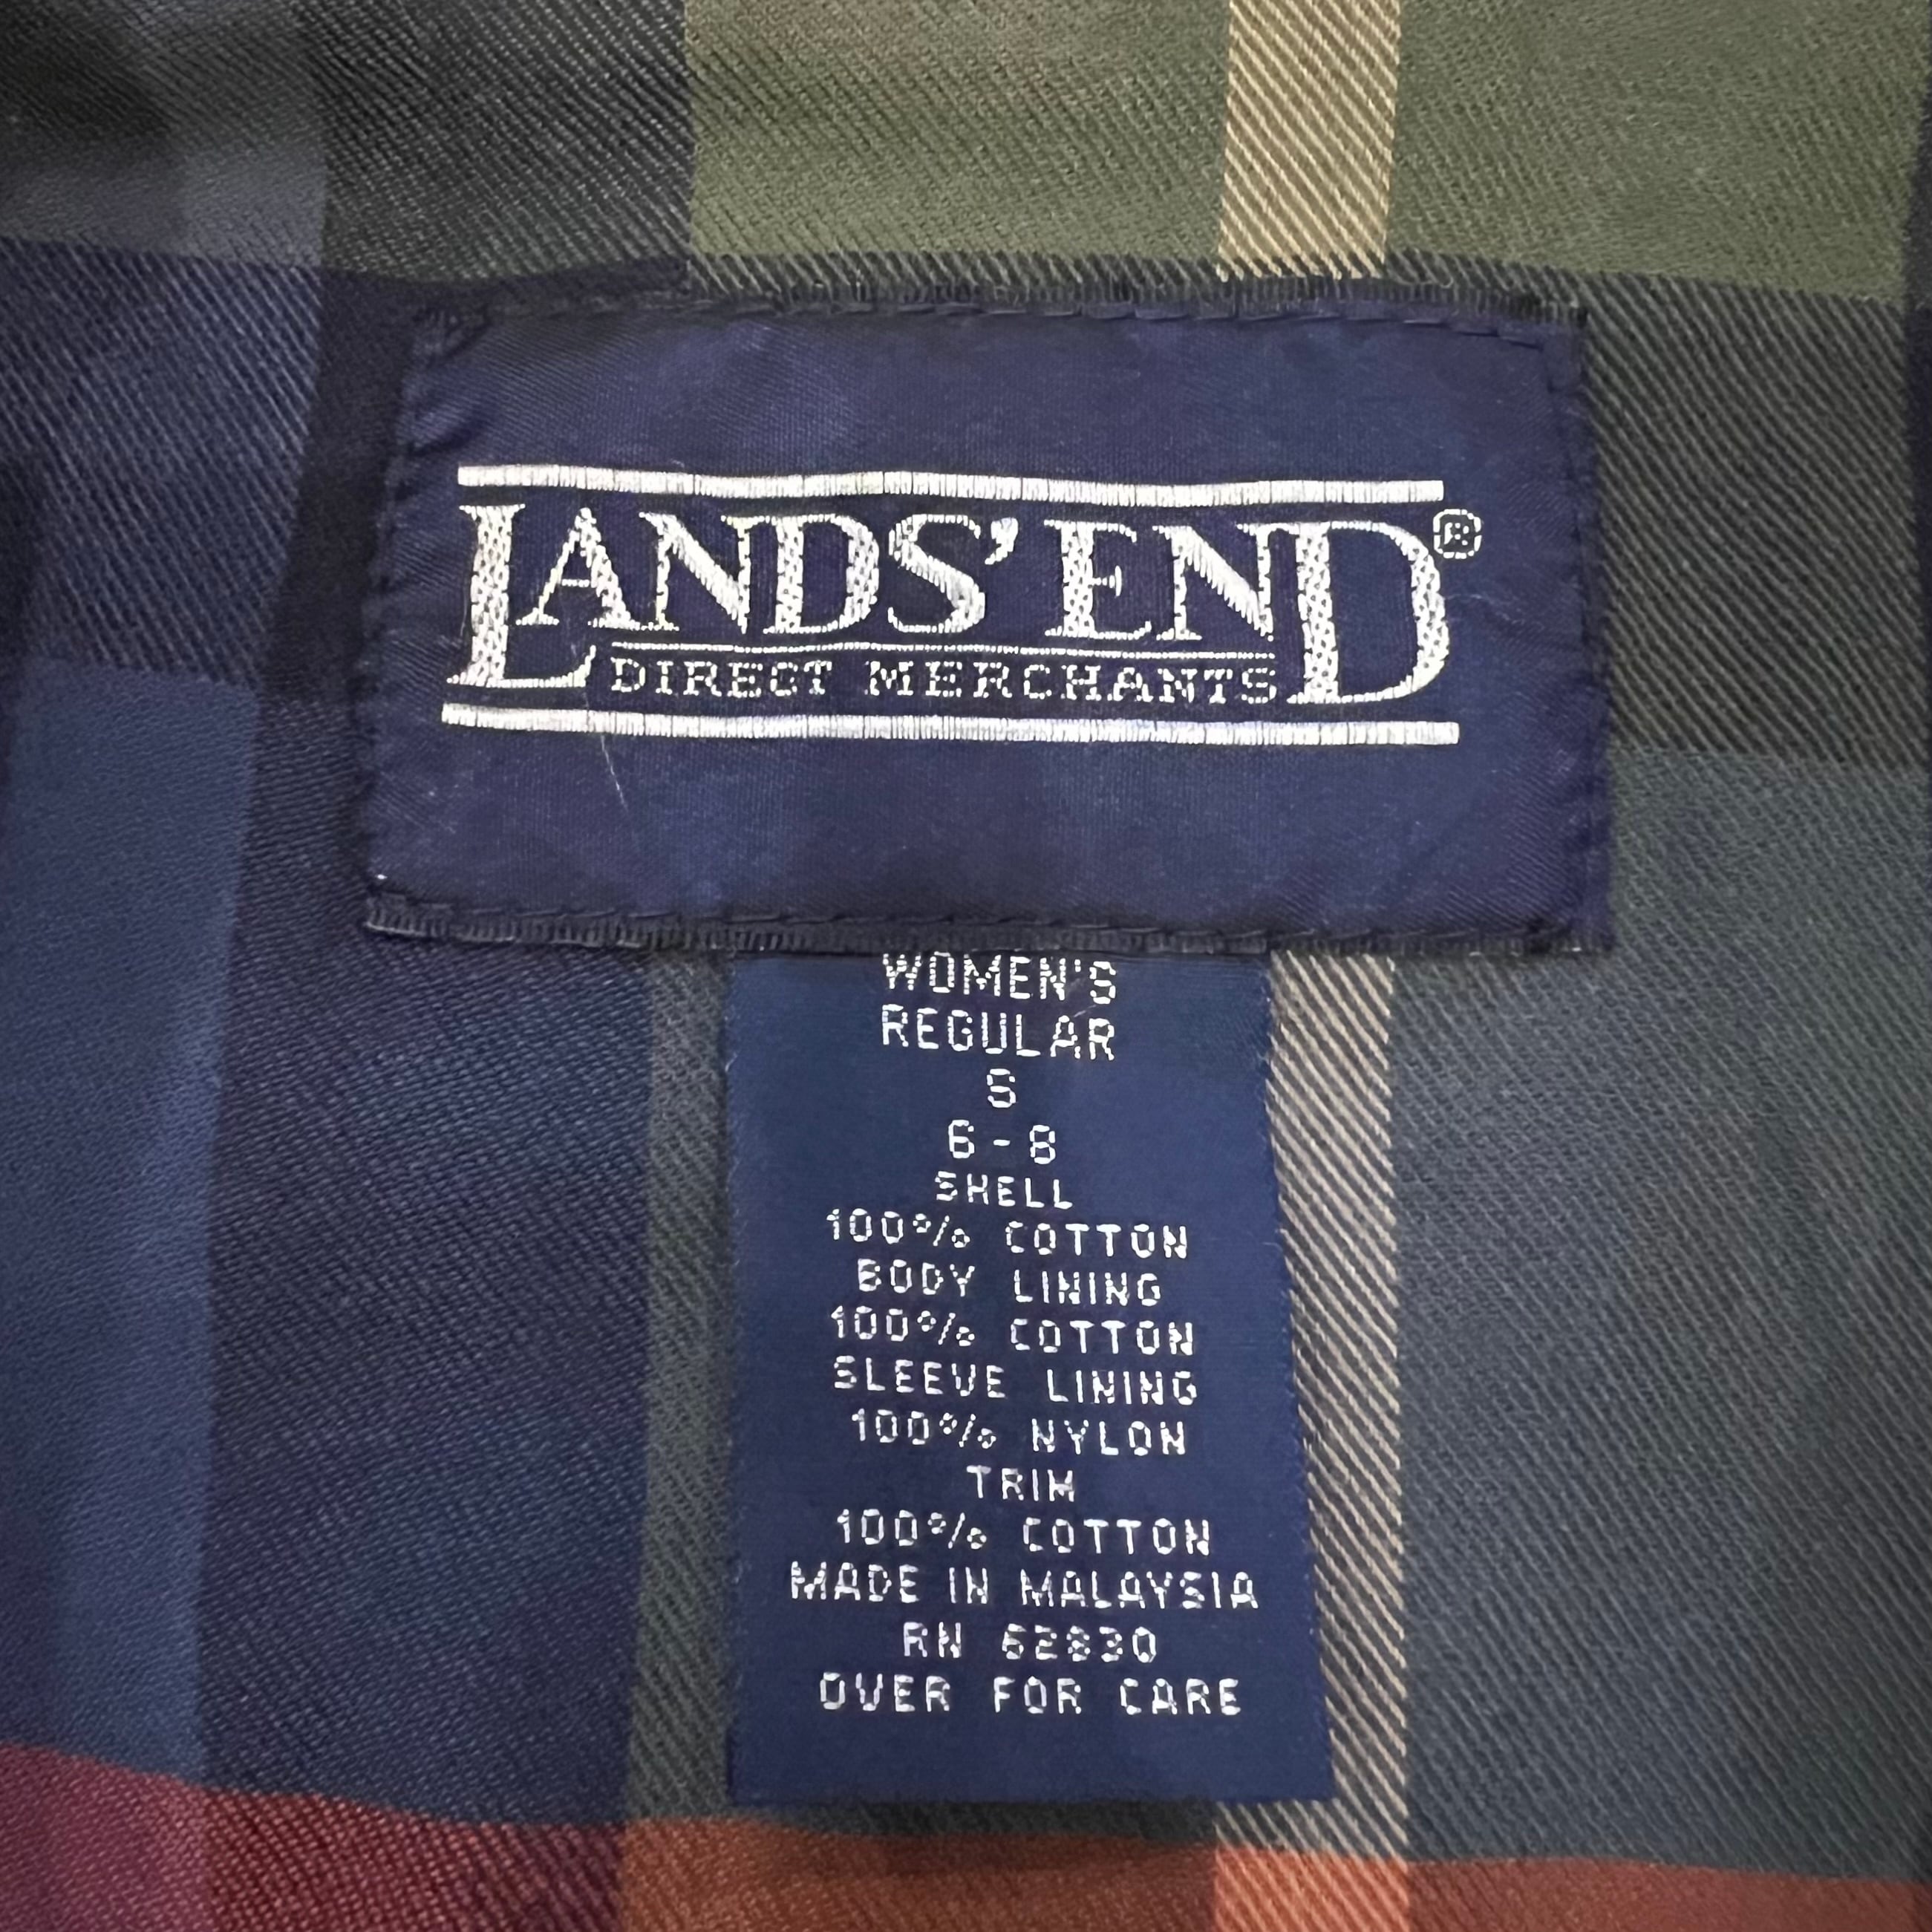 LANDS' END®
DIRECT MERCHANTS
WOMEN'S
REGULAR
S
6-8
SHELL
100% COTTON
BODY LINING
100% COTTON
SLEEVE LINING
100% NYLON
TRIM
100% COTTON
MADE IN MALAYSIA
RN 62830
OVER FOR CARE